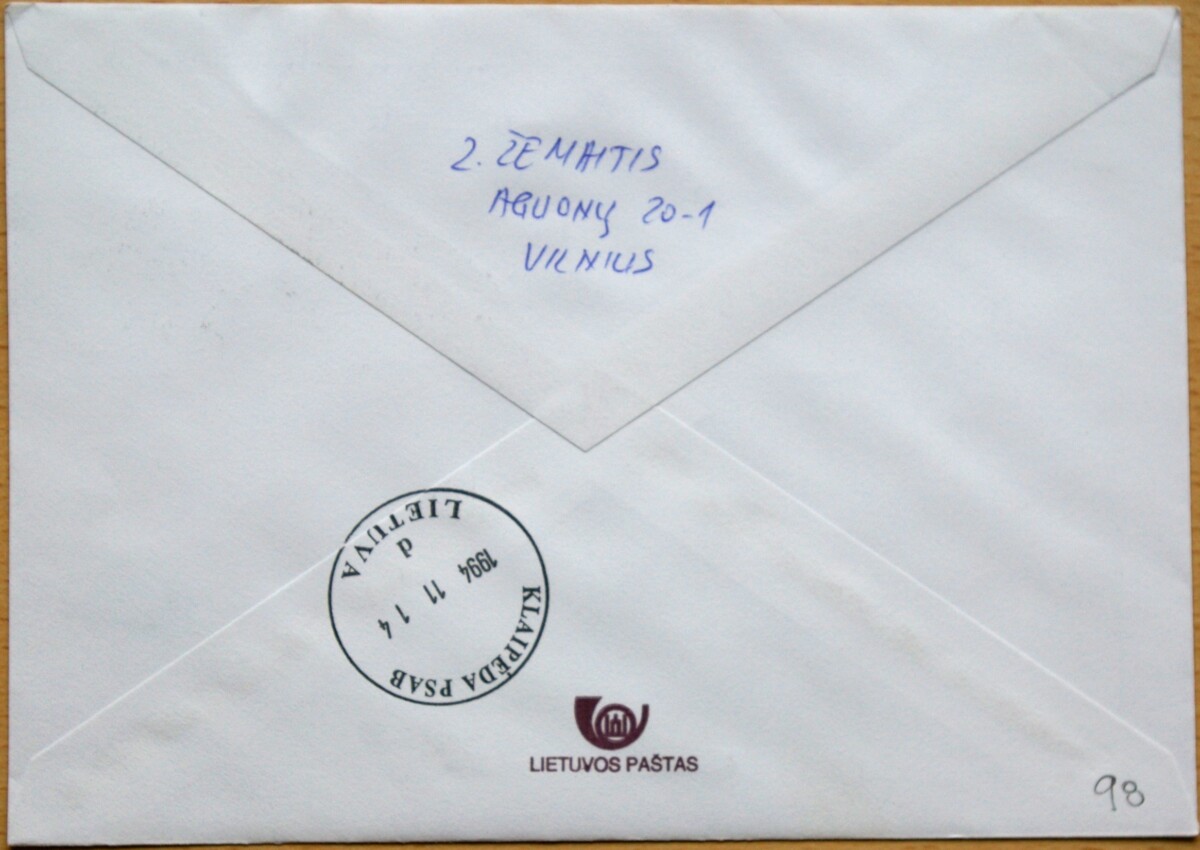 Z. ŽEMAITIS
AGUONŲ 20-1
VILNIUS
LIETUVA
d
1994 11 14
KLAIPĖDA PSAB
LIETUVOS PAŠTAS
98